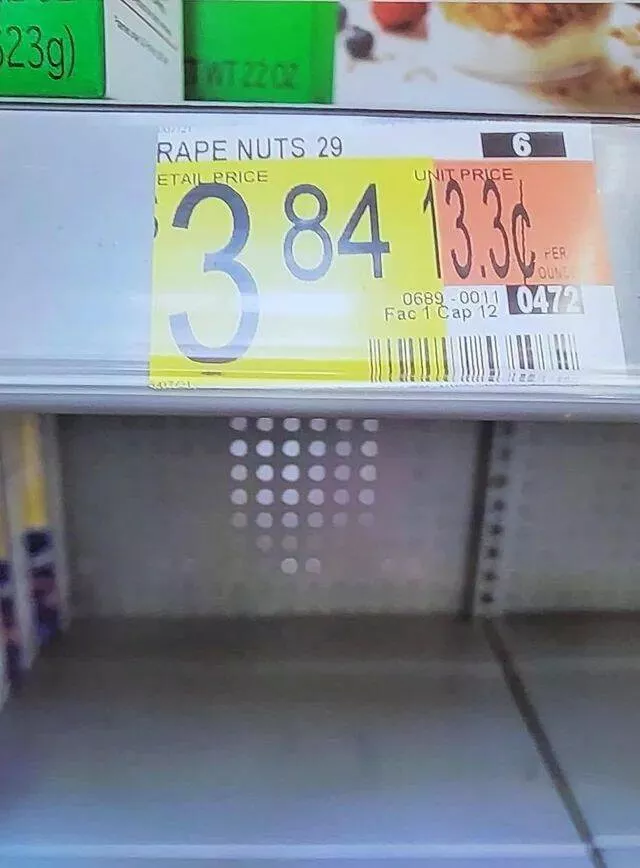 623g)
WT 22 OZ
RAPE NUTS 29
6
ETAIL PRICE
UNIT PRICE
3 84
13.3¢
PER
OUNC
0689-0011
0472
Fac 1 Cap 12